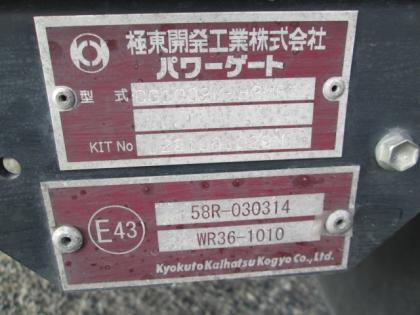 極東開発工業株式会社
パワーゲート
型 式
KIT No
E43
58R-030314
WR36-1010
Kyokuto Kaihatsu Kogyo Co., Ltd.